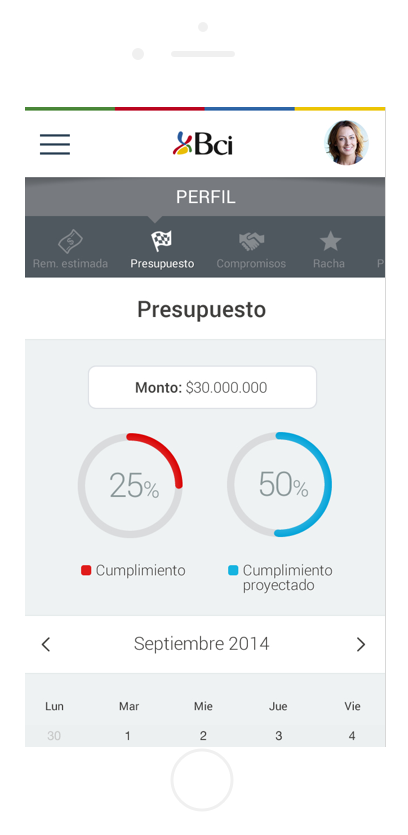 Bci
PERFIL
Rem. estimada Presupuesto Compromisos Racha P
Presupuesto
Monto: $30.000.000
25% 50%
Cumplimiento Cumplimiento
proyectado
Septiembre 2014
Lun Mar Mie Jue Vie
30 1 2 3 4